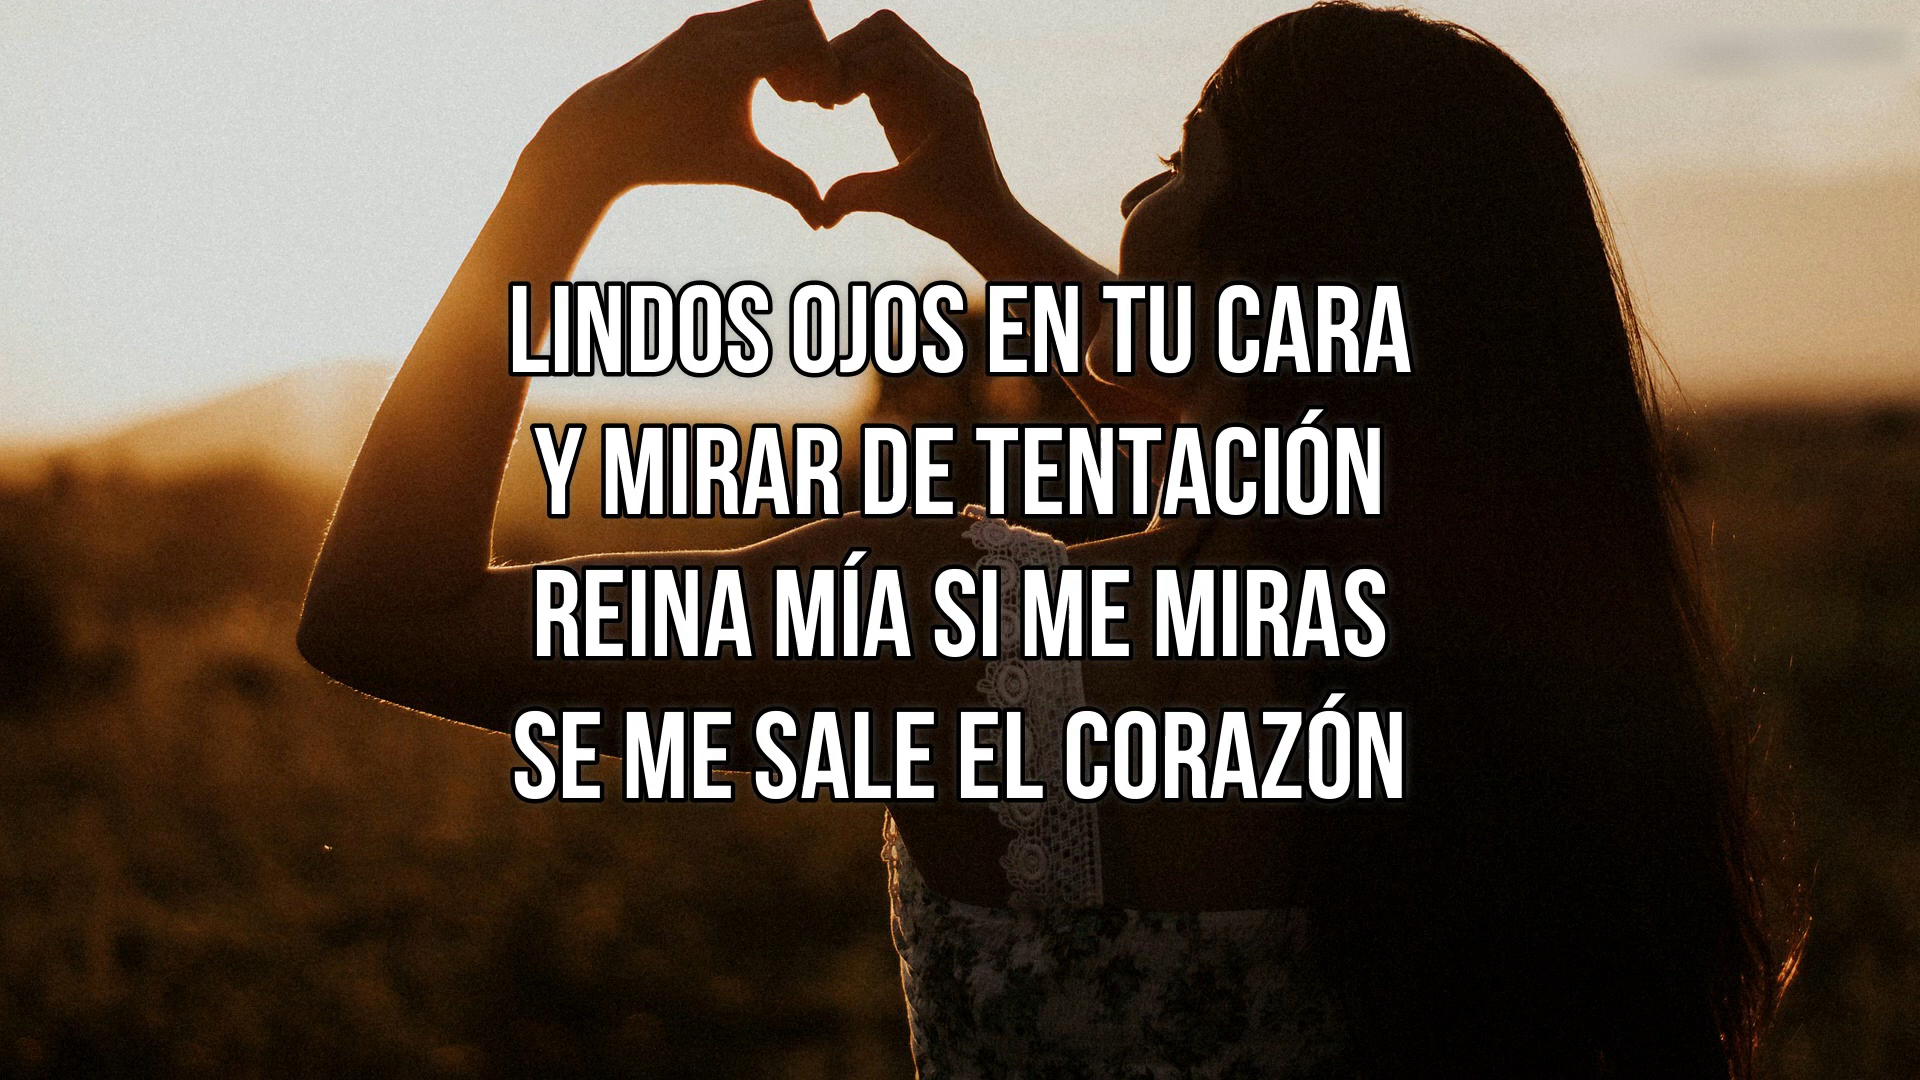 LINDOS OJOS EN TU CARA
Y MIRAR DE TENTACIÓN
REINA MÍA SI ME MIRAS
SE ME SALE EL CORAZÓN